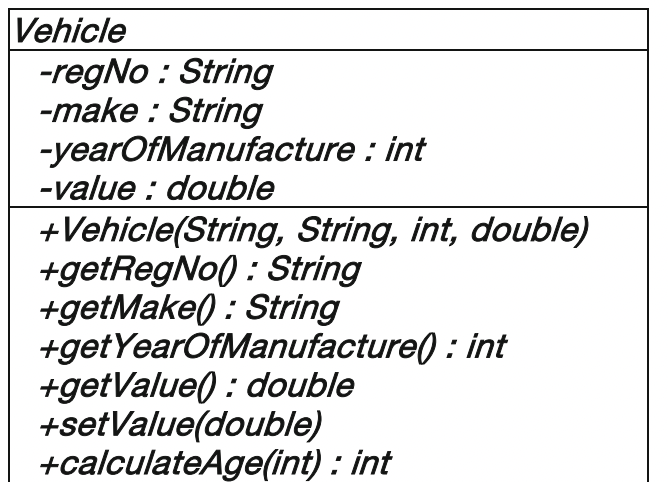 Vehicle
-regNo : String
-make : String
-yearOfManufacture : int
-value : double
+Vehicle(String, String, int, double)
+getRegNo() : String
+getMake() : String
+getYearOfManufacture() : int
+getValue() : double
+setValue(double)
+calculateAge(int) : int